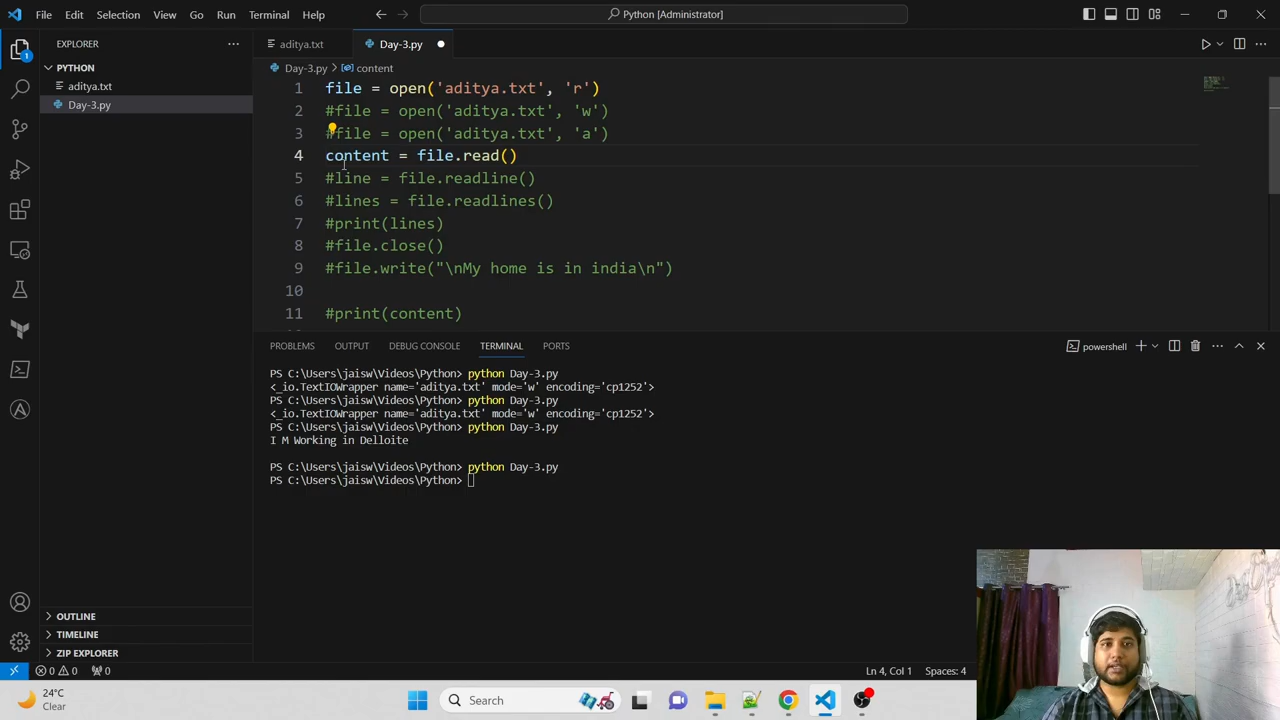 File Edit Selection View Go Run Terminal Help
Python [Administrator]
EXPLORER
aditya.txt
Day-3.py
PYTHON
aditya.txt
Day-3.py
1
Day-3.py > content
1 file = open('aditya.txt', 'r')
2 #file = open('aditya.txt', 'w')
3 #file = open('aditya.txt', 'a')
4 content = file.read()
5 #line = file.readline()
6 #lines = file.readlines()
7 #print(lines)
8 #file.close()
9 #file.write("\nMy home is in india\n")
10
11 #print(content)
PROBLEMS OUTPUT DEBUG CONSOLE TERMINAL PORTS
powershell
PS C:\Users\jaisw\Videos\Python> python Day-3.py
<_io.TextIOWrapper name='aditya.txt' mode='w' encoding='cp1252'>
PS C:\Users\jaisw\Videos\Python> python Day-3.py
<_io.TextIOWrapper name='aditya.txt' mode='w' encoding='cp1252'>
PS C:\Users\jaisw\Videos\Python> python Day-3.py
I M Working in Delloite
PS C:\Users\jaisw\Videos\Python> python Day-3.py
PS C:\Users\jaisw\Videos\Python>
OUTLINE
TIMELINE
ZIP EXPLORER
0 0 0
Ln 4, Col 1 Spaces: 4
24°C
Clear
Search